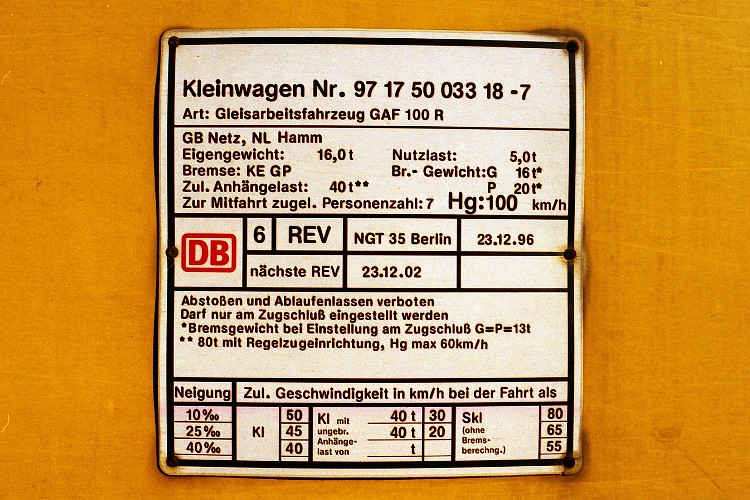 Kleinwagen Nr. 97 17 50 033 18 -7
Art: Gleisarbeitsfahrzeug GAF 100 R
GB Netz, NL Hamm
Eigengewicht: 16,0t Nutzlast: 5,0t
Bremse: KE GP Br.- Gewicht:G 16t*
Zul. Anhängelast: 40t** P 20t*
Zur Mitfahrt zugel. Personenzahl: 7 Hg:100 km/h
DB 6 REV NGT 35 Berlin 23.12.96
nächste REV 23.12.02
Abstoßen und Ablaufenlassen verboten
Darf nur am Zugschluß eingestellt werden
*Bremsgewicht bei Einstellung am Zugschluß G=P=13t
** 80t mit Regelzugeinrichtung, Hg max 60km/h
Neigung Zul. Geschwindigkeit in km/h bei der Fahrt als
10‰ 50 Kl mit 40 t 30 Skl 80
25‰ Kl 45 ungebr. 40 t 20 (ohne 65
40‰ 40 Anhänge- t Brems- 55
last von berechng.)